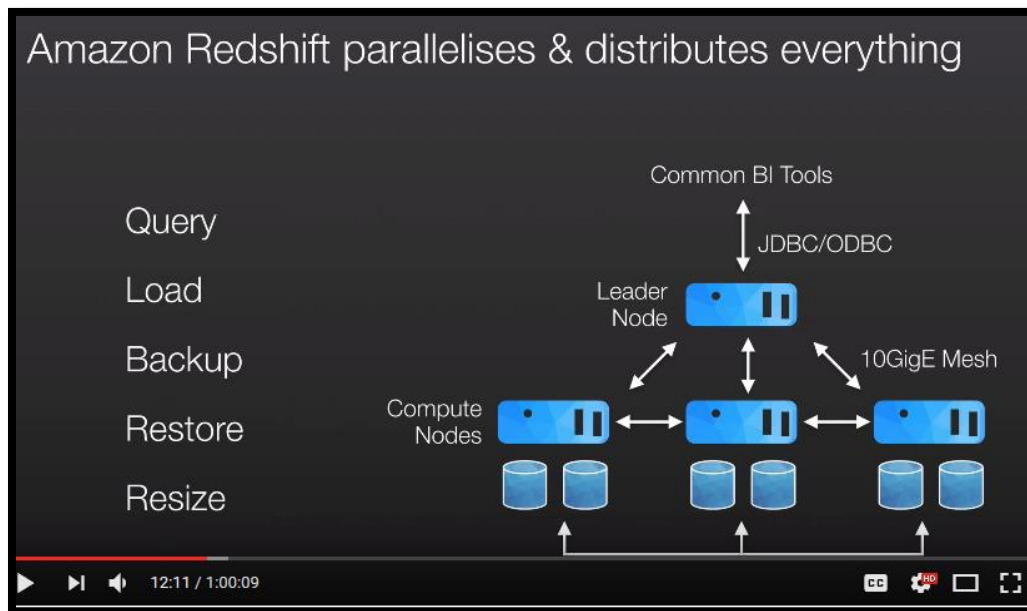 Amazon Redshift parallelises & distributes everything
Query
Load
Backup
Restore
Resize
Common BI Tools
JDBC/ODBC
Leader
Node
10GigE Mesh
Compute
Nodes
12:11 / 1:00:09
CC
HD